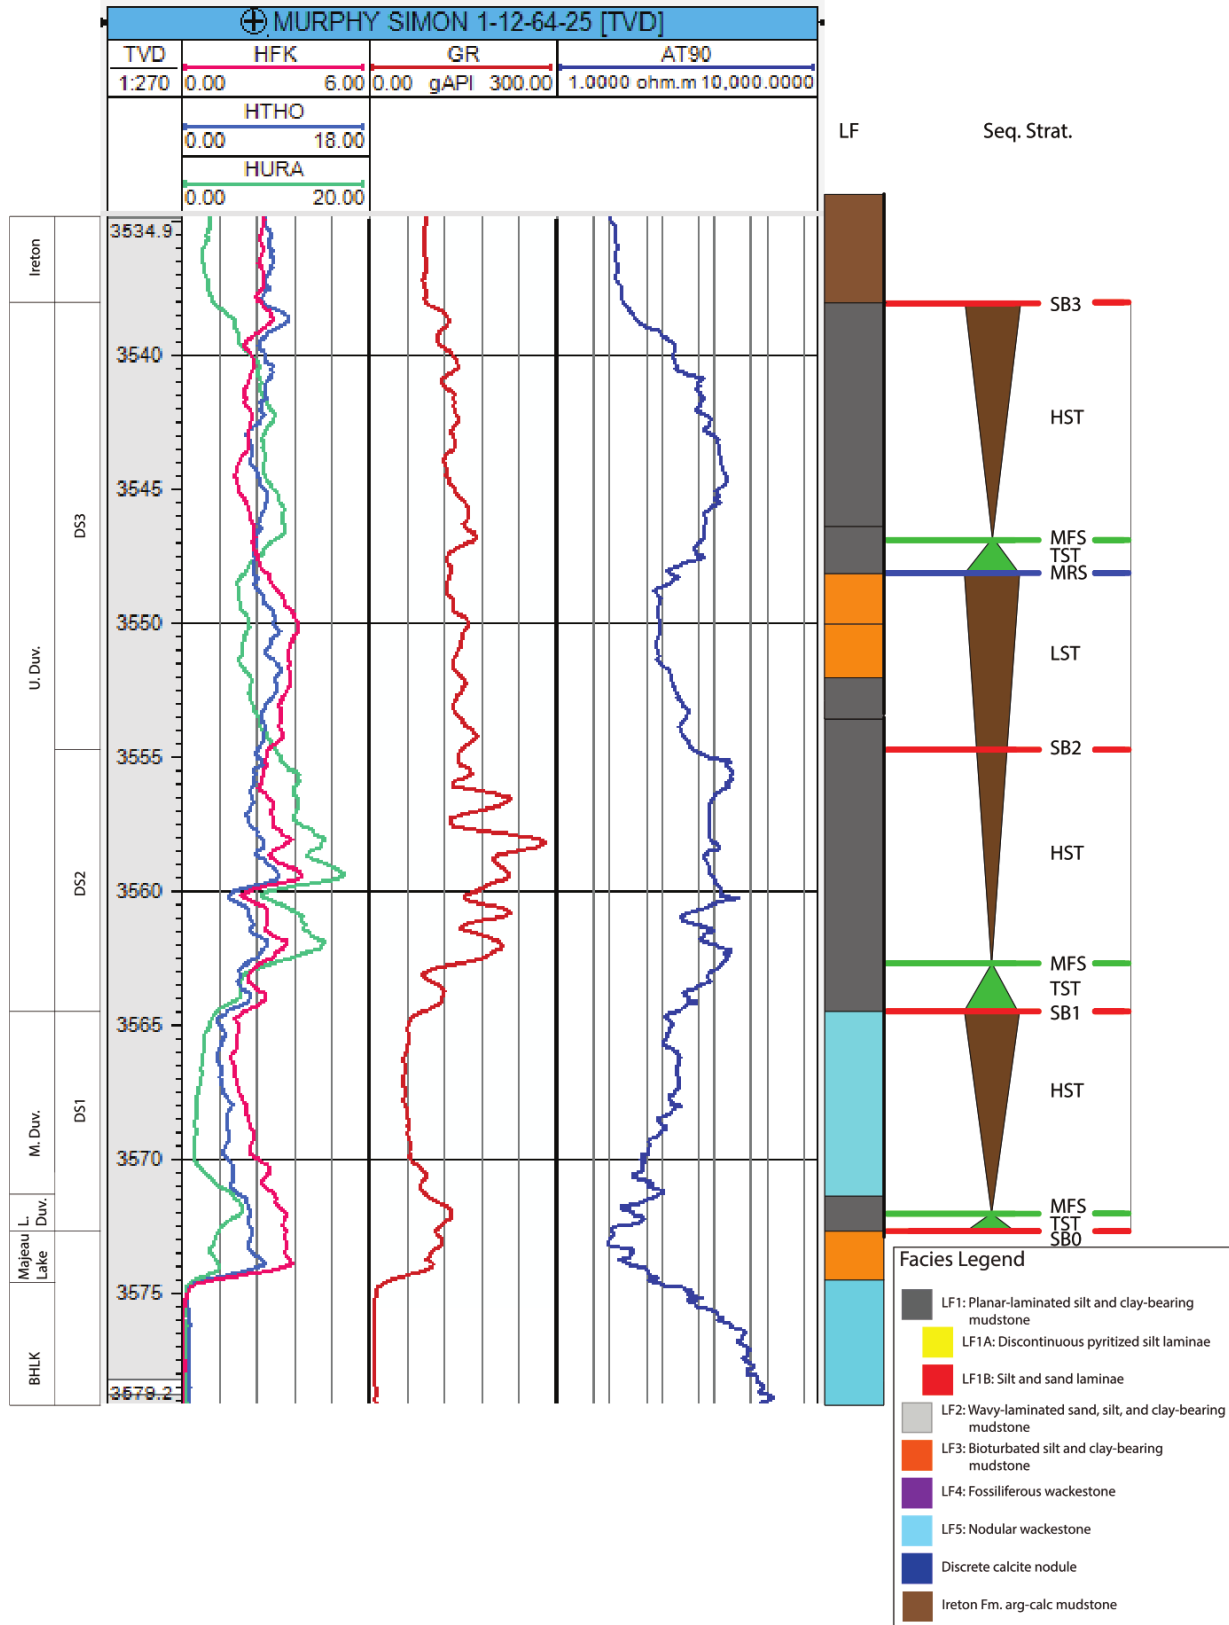 MURPHY SIMON 1-12-64-25 [TVD]
TVD HFK GR AT90
1:270 0.00 6.00 0.00 gAPI 300.00 1.0000 ohm.m 10,000.0000
HTHO
0.00 18.00
HURA
0.00 20.00
LF Seq. Strat.
3534.9
Ireton
SB3
3540
HST
3545
DS3
MFS
TST
MRS
3550
U. Duv.
LST
SB2
3555
HST
DS2
3560
MFS
TST
SB1
3565
HST
DS1
M. Duv.
3570
L. Duv.
MFS
TST
SB0
Majeau Lake
3575
BHLK
3579.2
Facies Legend
LF1: Planar-laminated silt and clay-bearing
mudstone
LF1A: Discontinuous pyritized silt laminae
LF1B: Silt and sand laminae
LF2: Wavy-laminated sand, silt, and clay-bearing
mudstone
LF3: Bioturbated silt and clay-bearing
mudstone
LF4: Fossiliferous wackestone
LF5: Nodular wackestone
Discrete calcite nodule
Ireton Fm. arg-calc mudstone